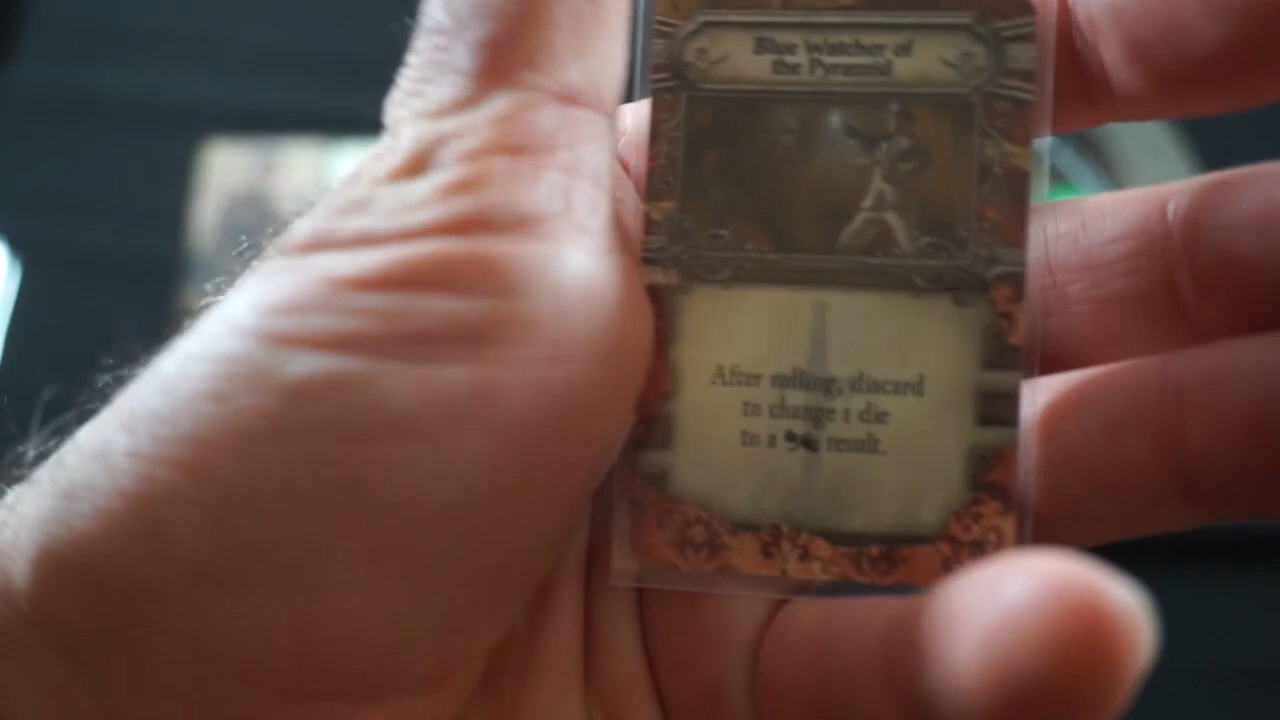 Blue Watcher of
the Pyramid
After rolling, discard
to change 1 die
to a result.